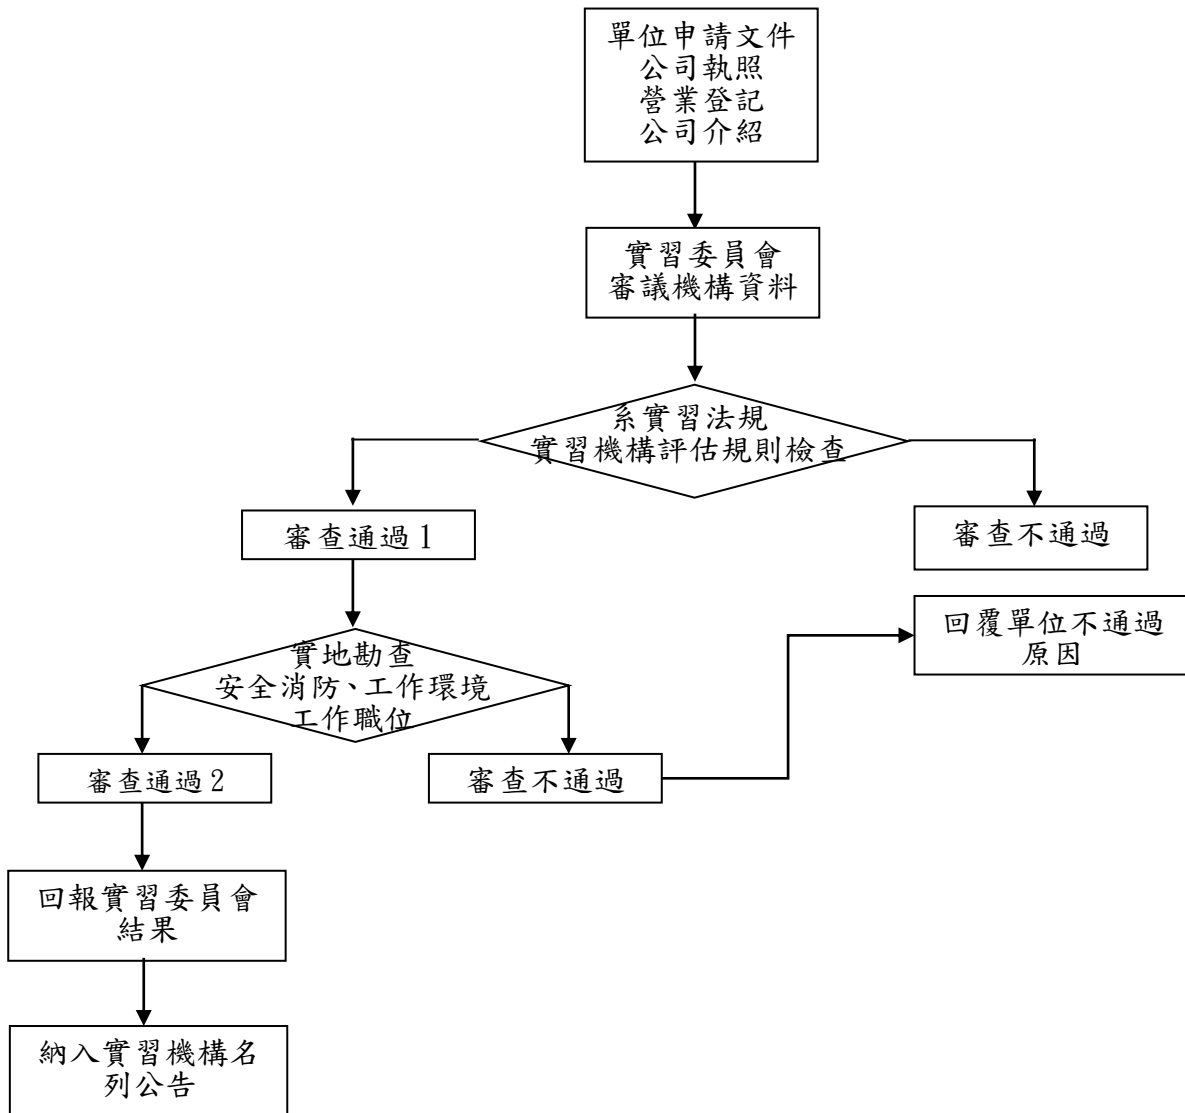 單位申請文件
公司執照
營業登記
公司介紹
實習委員會
審議機構資料
系實習法規
實習機構評估規則檢查
審查通過1
審查不通過
實地勘查
安全消防、工作環境
工作職位
回覆單位不通過
原因
審查通過2
審查不通過
回報實習委員會
結果
納入實習機構名
列公告